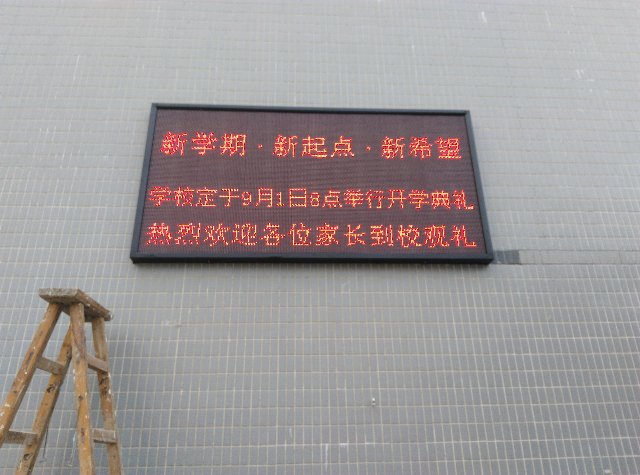 新学期·新起点·新希望
学校定于9月1日8点举行开学典礼
热烈欢迎各位家长到校观礼